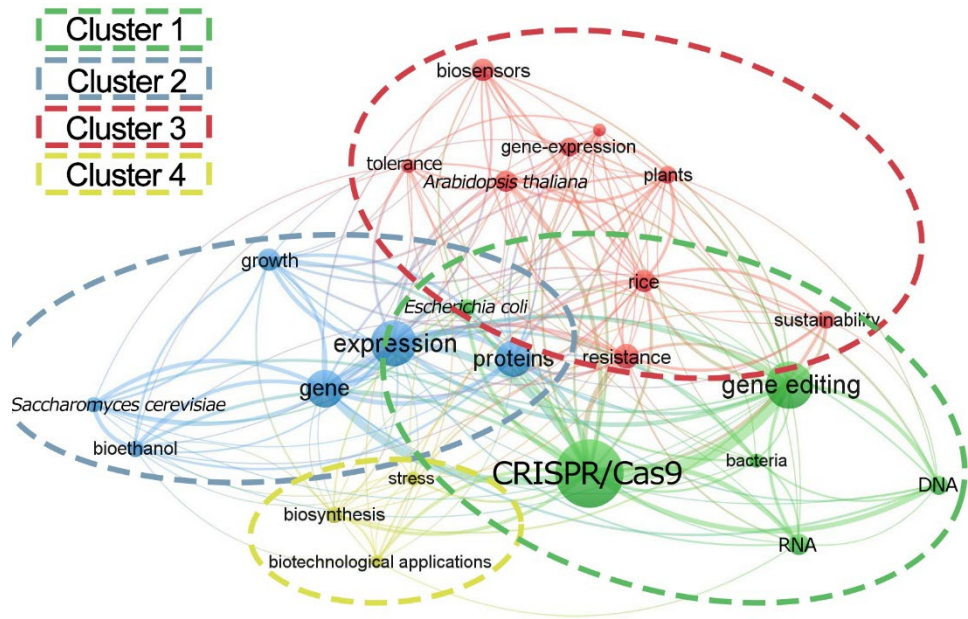 Cluster 1
Cluster 2
Cluster 3
Cluster 4
biosensors
gene-expression
tolerance
Arabidopsis thaliana
plants
growth
rice
Escherichia coli
sustainability
expression
proteins
resistance
gene
gene editing
Saccharomyces cerevisiae
bioethanol
CRISPR/Cas9
bacteria
stress
DNA
biosynthesis
RNA
biotechnological applications